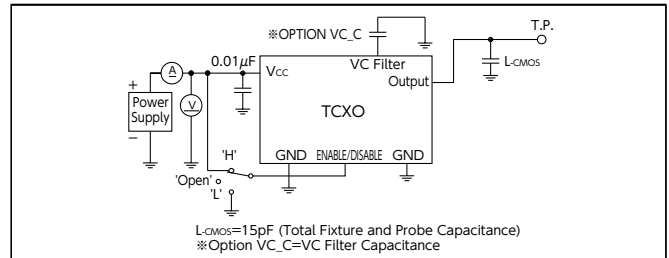 T.P.
※OPTION VC_C
L-CMOS
0.01μF
VCC
VC Filter
Output
A
+
Power
Supply
−
V
TCXO
'H'
GND ENABLE/DISABLE GND
'Open'
'L'
L-CMOS=15pF (Total Fixture and Probe Capacitance)
※Option VC_C=VC Filter Capacitance